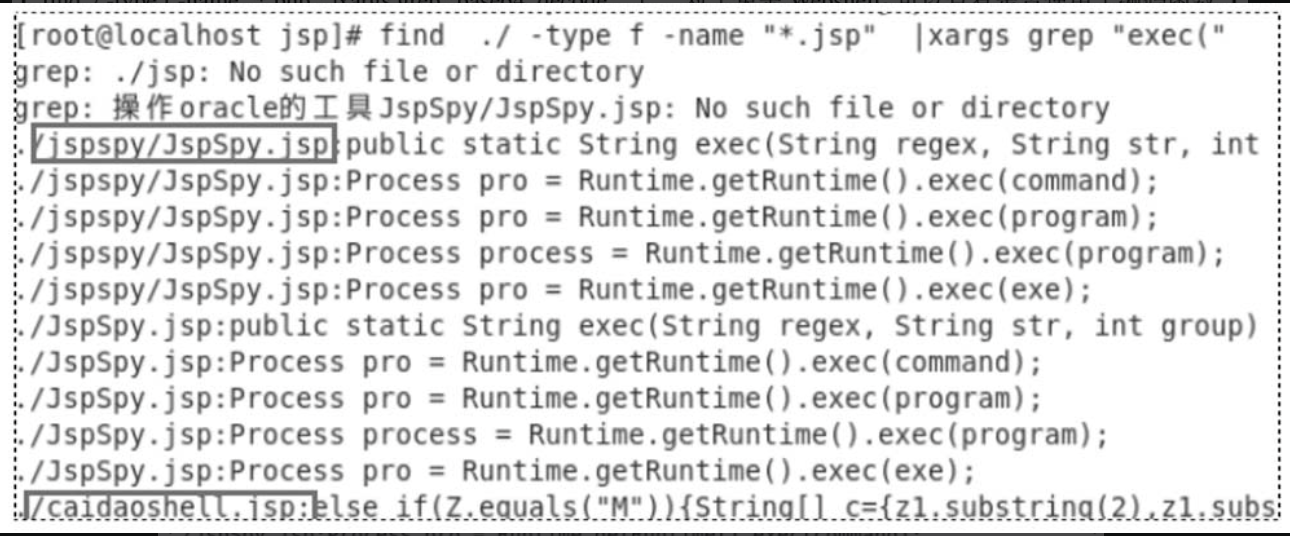 [root@localhost jsp]# find  ./ -type f -name "*.jsp"  |xargs grep "exec("
grep: ./jsp: No such file or directory
grep: 操作oracle的工具JspSpy/JspSpy.jsp: No such file or directory
./jspspy/JspSpy.jsp:public static String exec(String regex, String str, int
./jspspy/JspSpy.jsp:Process pro = Runtime.getRuntime().exec(command);
./jspspy/JspSpy.jsp:Process pro = Runtime.getRuntime().exec(program);
./jspspy/JspSpy.jsp:Process process = Runtime.getRuntime().exec(program);
./jspspy/JspSpy.jsp:Process pro = Runtime.getRuntime().exec(exe);
./JspSpy.jsp:public static String exec(String regex, String str, int group)
./JspSpy.jsp:Process pro = Runtime.getRuntime().exec(command);
./JspSpy.jsp:Process pro = Runtime.getRuntime().exec(program);
./JspSpy.jsp:Process process = Runtime.getRuntime().exec(program);
./JspSpy.jsp:Process pro = Runtime.getRuntime().exec(exe);
./caidaoshell.jsp:else if(Z.equals("M")){String[] c={z1.substring(2),z1.subs